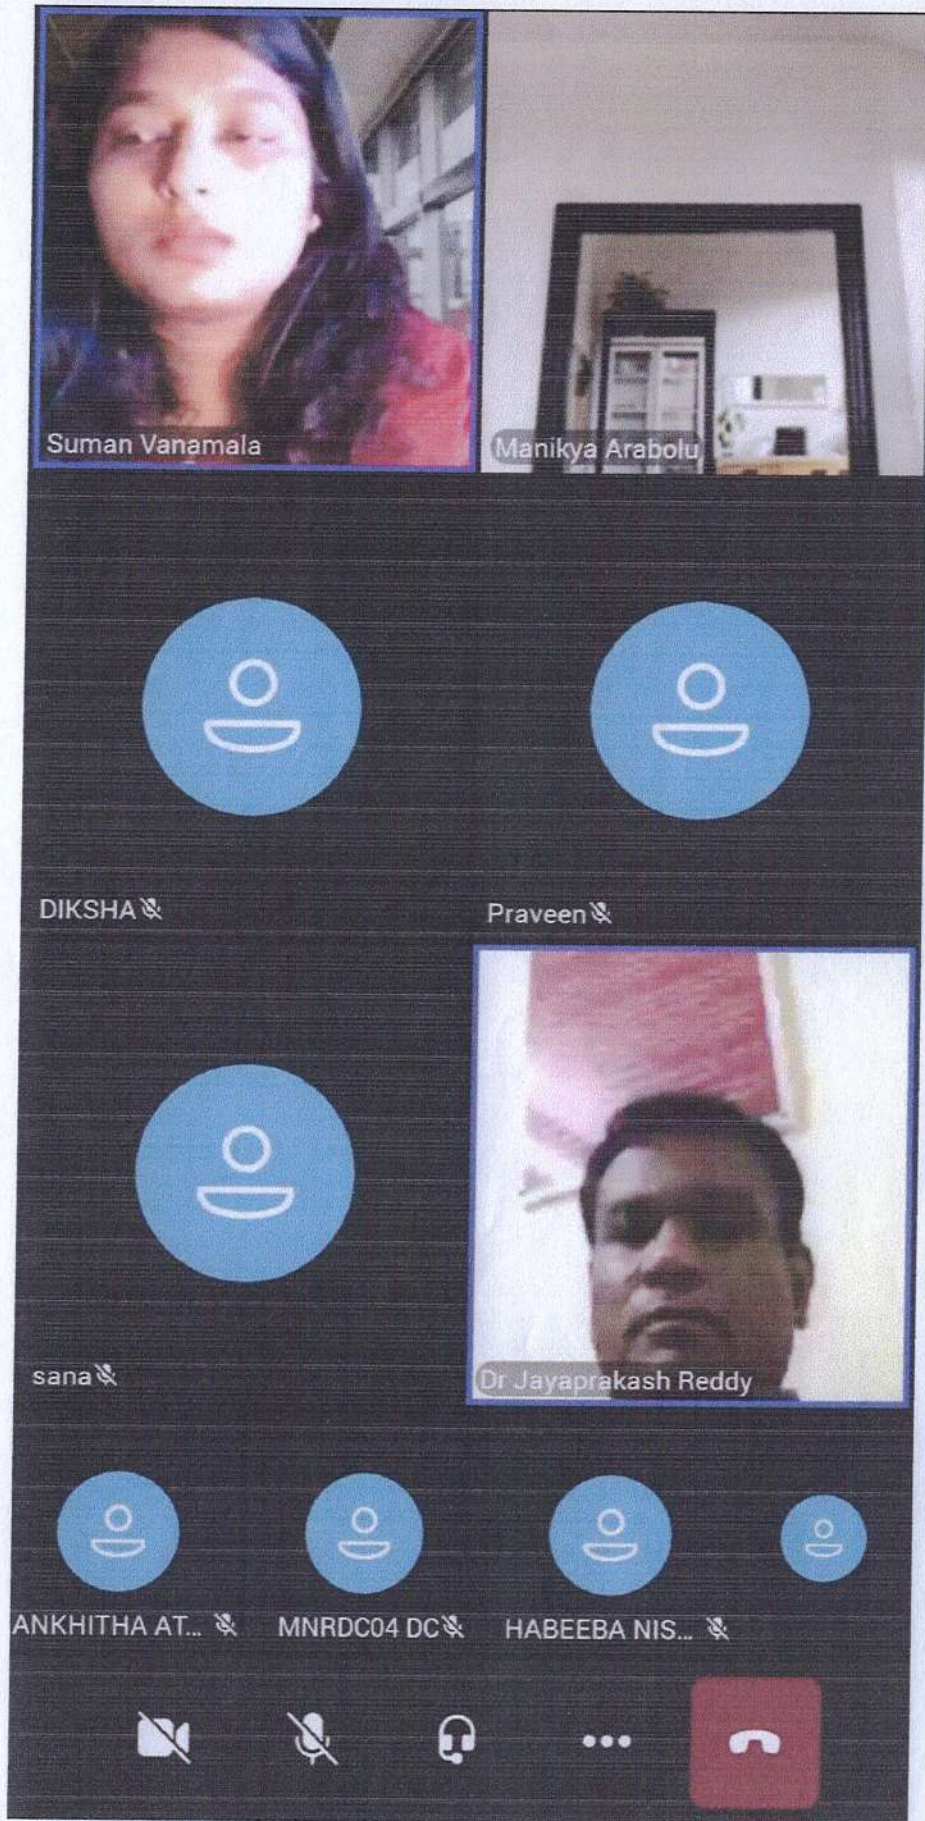 Suman Vanamala
Manikya Arabolu
DIKSHA
Praveen
sana
Dr Jayaprakash Reddy
ANKHITHA AT...
MNRDC04 DC
HABEEBA NIS...